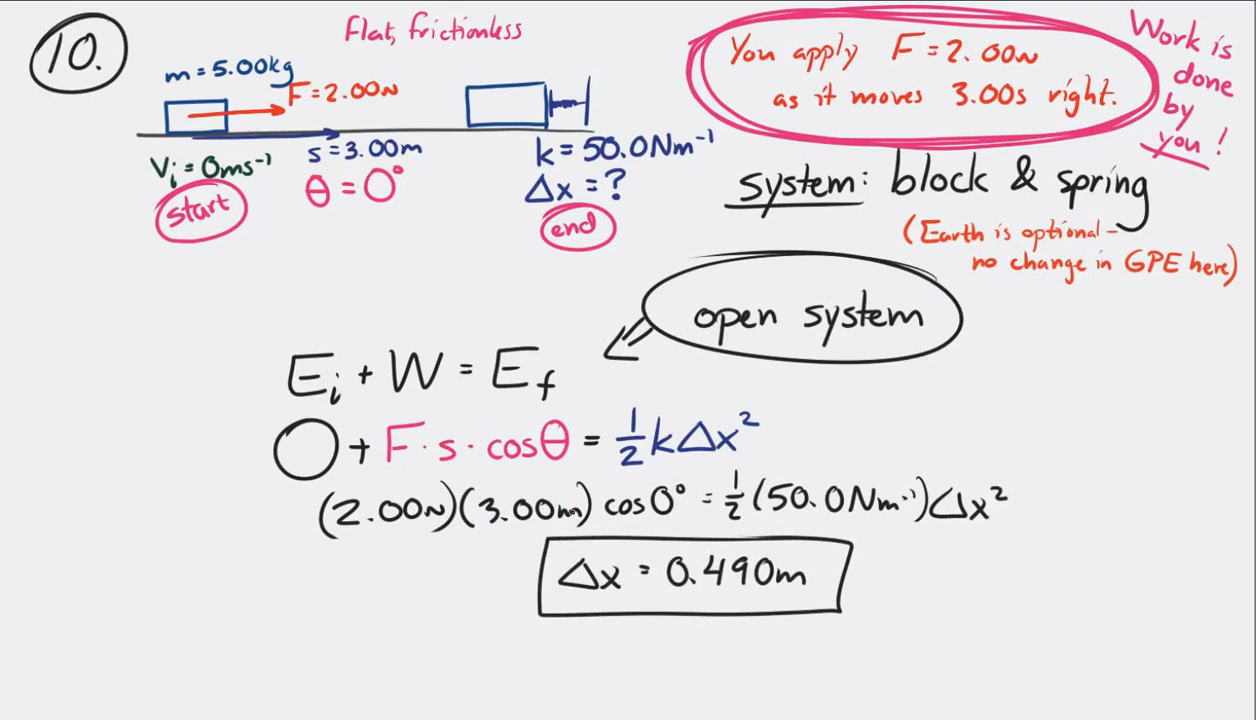 10.
Flat, frictionless
m = 5.00kg
F = 2.00N
Vᵢ = 0ms⁻¹
start
s = 3.00m
θ = 0°
k = 50.0Nm⁻¹
Δx = ?
end
You apply F = 2.00N
as it moves 3.00s right.
Work is
done
by
you!
system: block & spring
(Earth is optional -
no change in GPE here)
open system
Eᵢ + W = E_f
0 + F · s · cosθ = ½kΔx²
(2.00N)(3.00m) cos0° = ½(50.0Nm⁻¹)Δx²
Δx = 0.490m